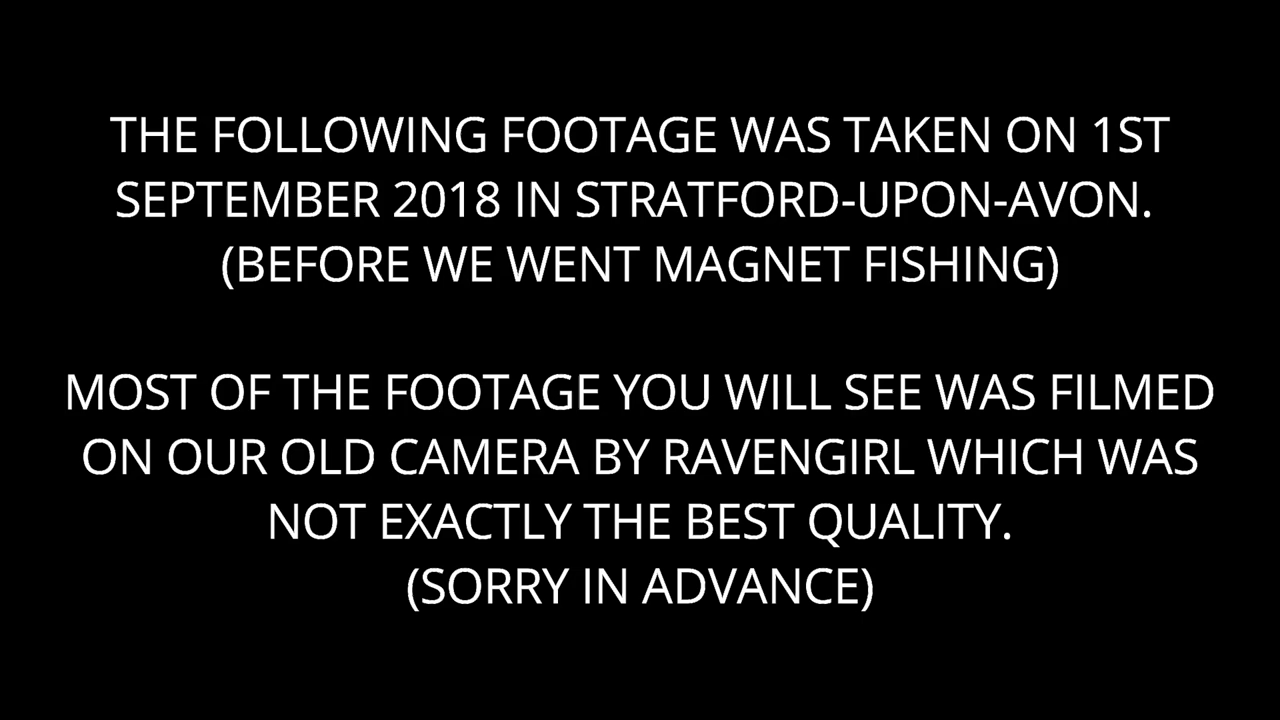 THE FOLLOWING FOOTAGE WAS TAKEN ON 1ST
SEPTEMBER 2018 IN STRATFORD-UPON-AVON.
(BEFORE WE WENT MAGNET FISHING)
MOST OF THE FOOTAGE YOU WILL SEE WAS FILMED
ON OUR OLD CAMERA BY RAVENGIRL WHICH WAS
NOT EXACTLY THE BEST QUALITY.
(SORRY IN ADVANCE)